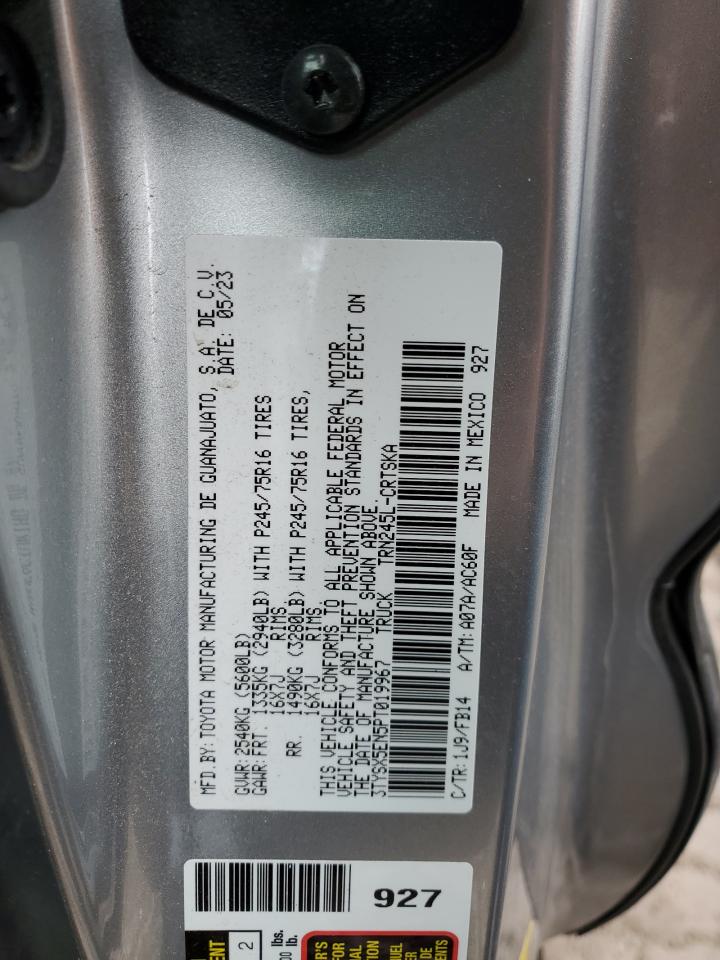 MFD.BY: TOYOTA MOTOR MANUFACTURING DE GUANAJUATO, S.A. DE C.V.
DATE: 05/23
GVWR: 2540KG (5600LB)
GAWR: FRT. 1335KG (2940LB) WITH P245/75R16 TIRES
16X7J RIMS.
RR. 1490KG (3280LB) WITH P245/75R16 TIRES,
16X7J RIMS.
THIS VEHICLE CONFORMS TO ALL APPLICABLE FEDERAL MOTOR
VEHICLE SAFETY AND THEFT PREVENTION STANDARDS IN EFFECT ON
THE DATE OF MANUFACTURE SHOWN ABOVE.
3TYSX5EN5PT019967 TRUCK TRN245L-CRTSKA
C/TR: 1J9/FB14 A/TM: A07A/AC60F MADE IN MEXICO 927
927
2
lbs.
lb.